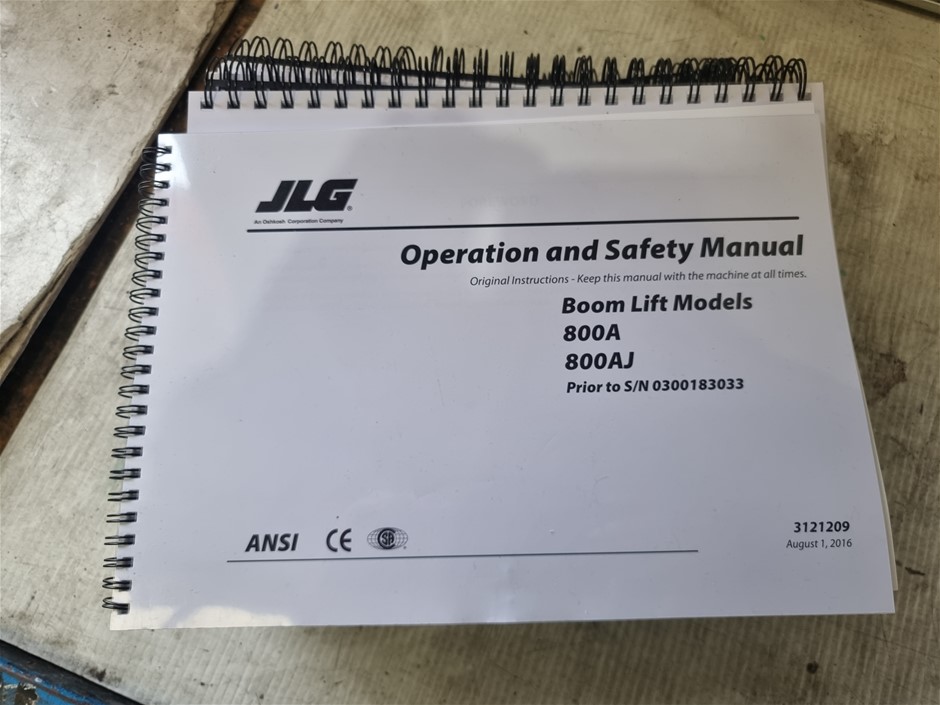 JLG®
An Oshkosh Corporation Company
Operation and Safety Manual
Original Instructions - Keep this manual with the machine at all times.
Boom Lift Models
800A
800AJ
Prior to S/N 0300183033
ANSI CE SA
3121209
August 1, 2016